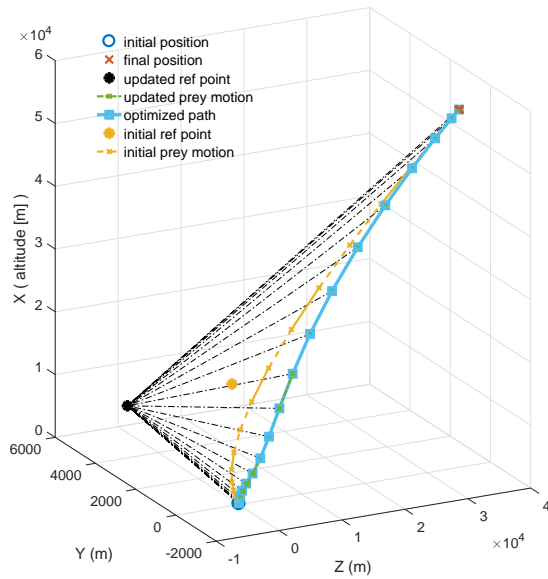 ×10⁴
6
5
4
3
2
1
0
X ( altitude [m] )
initial position
final position
updated ref point
updated prey motion
optimized path
initial ref point
initial prey motion
6000
4000
2000
0
-2000
Y (m)
-1
0
1
2
3
4
×10⁴
Z (m)